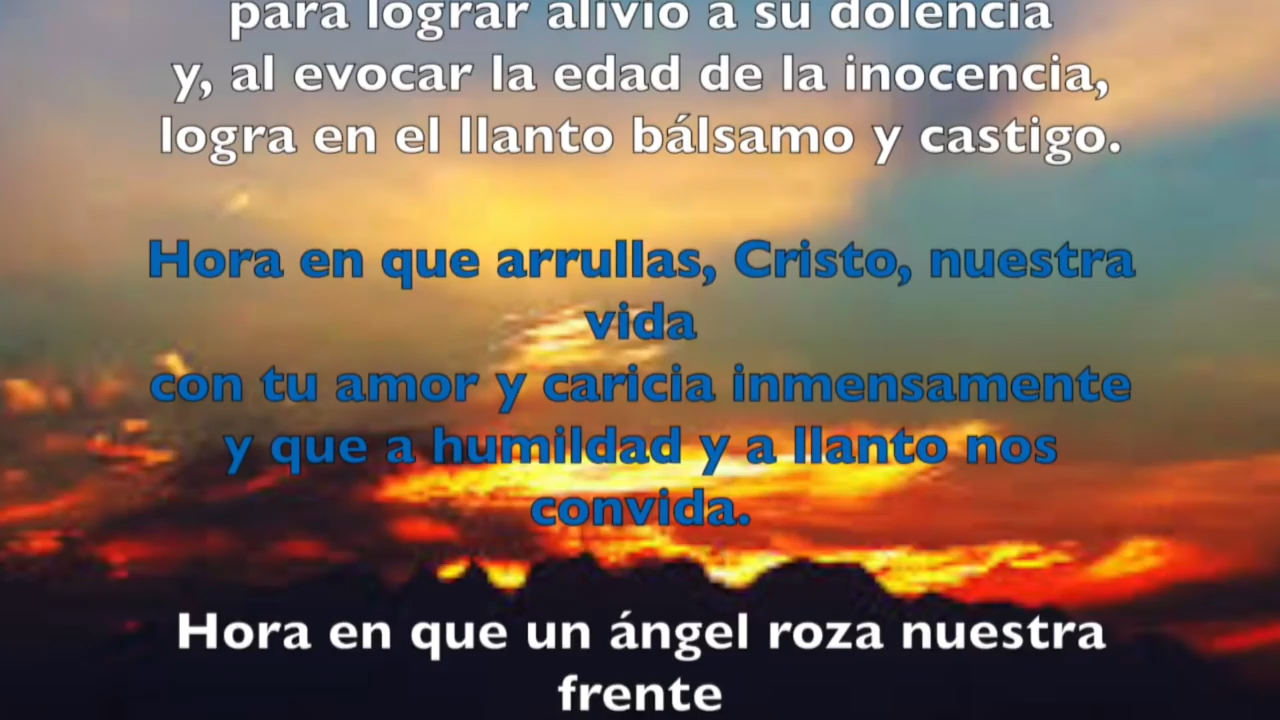 para lograr alivio a su dolencia
y, al evocar la edad de la inocencia,
logra en el llanto bálsamo y castigo.
Hora en que arrullas, Cristo, nuestra
vida
con tu amor y caricia inmensamente
y que a humildad y a llanto nos
convida.
Hora en que un ángel roza nuestra
frente